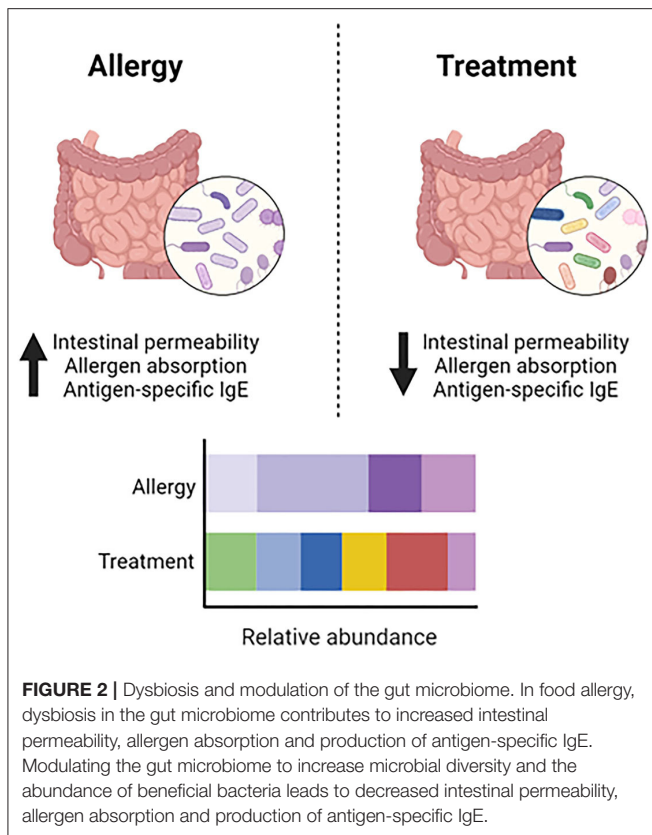 Allergy
Treatment
Intestinal permeability
Allergen absorption
Antigen-specific IgE
Intestinal permeability
Allergen absorption
Antigen-specific IgE
Allergy
Treatment
Relative abundance
FIGURE 2 | Dysbiosis and modulation of the gut microbiome. In food allergy,
dysbiosis in the gut microbiome contributes to increased intestinal
permeability, allergen absorption and production of antigen-specific IgE.
Modulating the gut microbiome to increase microbial diversity and the
abundance of beneficial bacteria leads to decreased intestinal permeability,
allergen absorption and production of antigen-specific IgE.